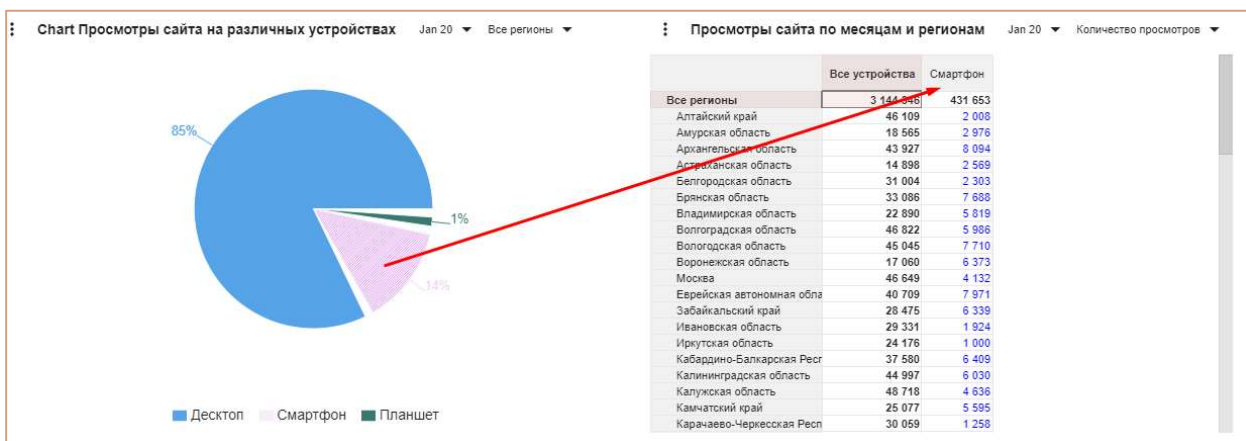 Chart Просмотры сайта на различных устройствах Jan 20 Все регионы
85%
1%
14%
Десктоп Смартфон Планшет
Просмотры сайта по месяцам и регионам Jan 20 Количество просмотров
Все устройства Смартфон
Все регионы 3 144 346 431 653
Алтайский край 46 109 2 008
Амурская область 18 565 2 976
Архангельская область 43 927 8 094
Астраханская область 14 898 2 569
Белгородская область 31 004 2 303
Брянская область 33 086 7 688
Владимирская область 22 890 5 819
Волгоградская область 46 822 5 986
Вологодская область 45 045 7 710
Воронежская область 17 060 6 373
Москва 46 649 4 132
Еврейская автономная обла 40 709 7 971
Забайкальский край 28 475 6 339
Ивановская область 29 331 1 924
Иркутская область 24 176 1 000
Кабардино-Балкарская Респ 37 580 6 409
Калининградская область 44 997 6 030
Калужская область 48 718 4 636
Камчатский край 25 077 5 595
Карачаево-Черкесская Респ 30 059 1 258